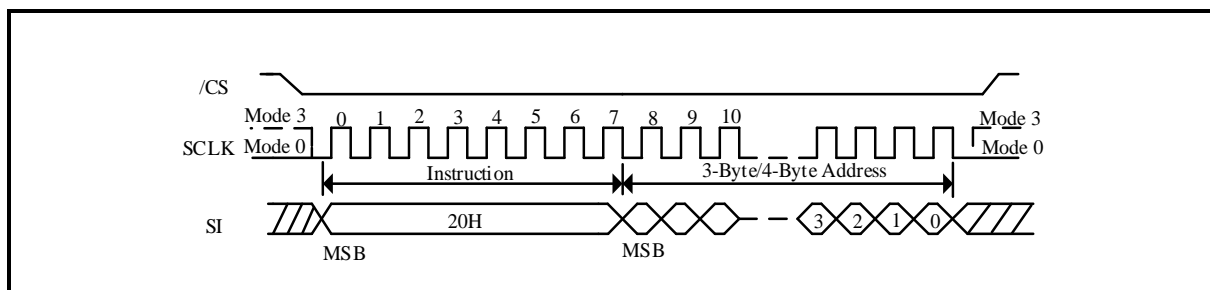 /CS
Mode 3 0 1 2 3 4 5 6 7 8 9 10 Mode 3
SCLK Mode 0 Mode 0
Instruction 3-Byte/4-Byte Address
SI 20H 3 2 1 0
MSB MSB